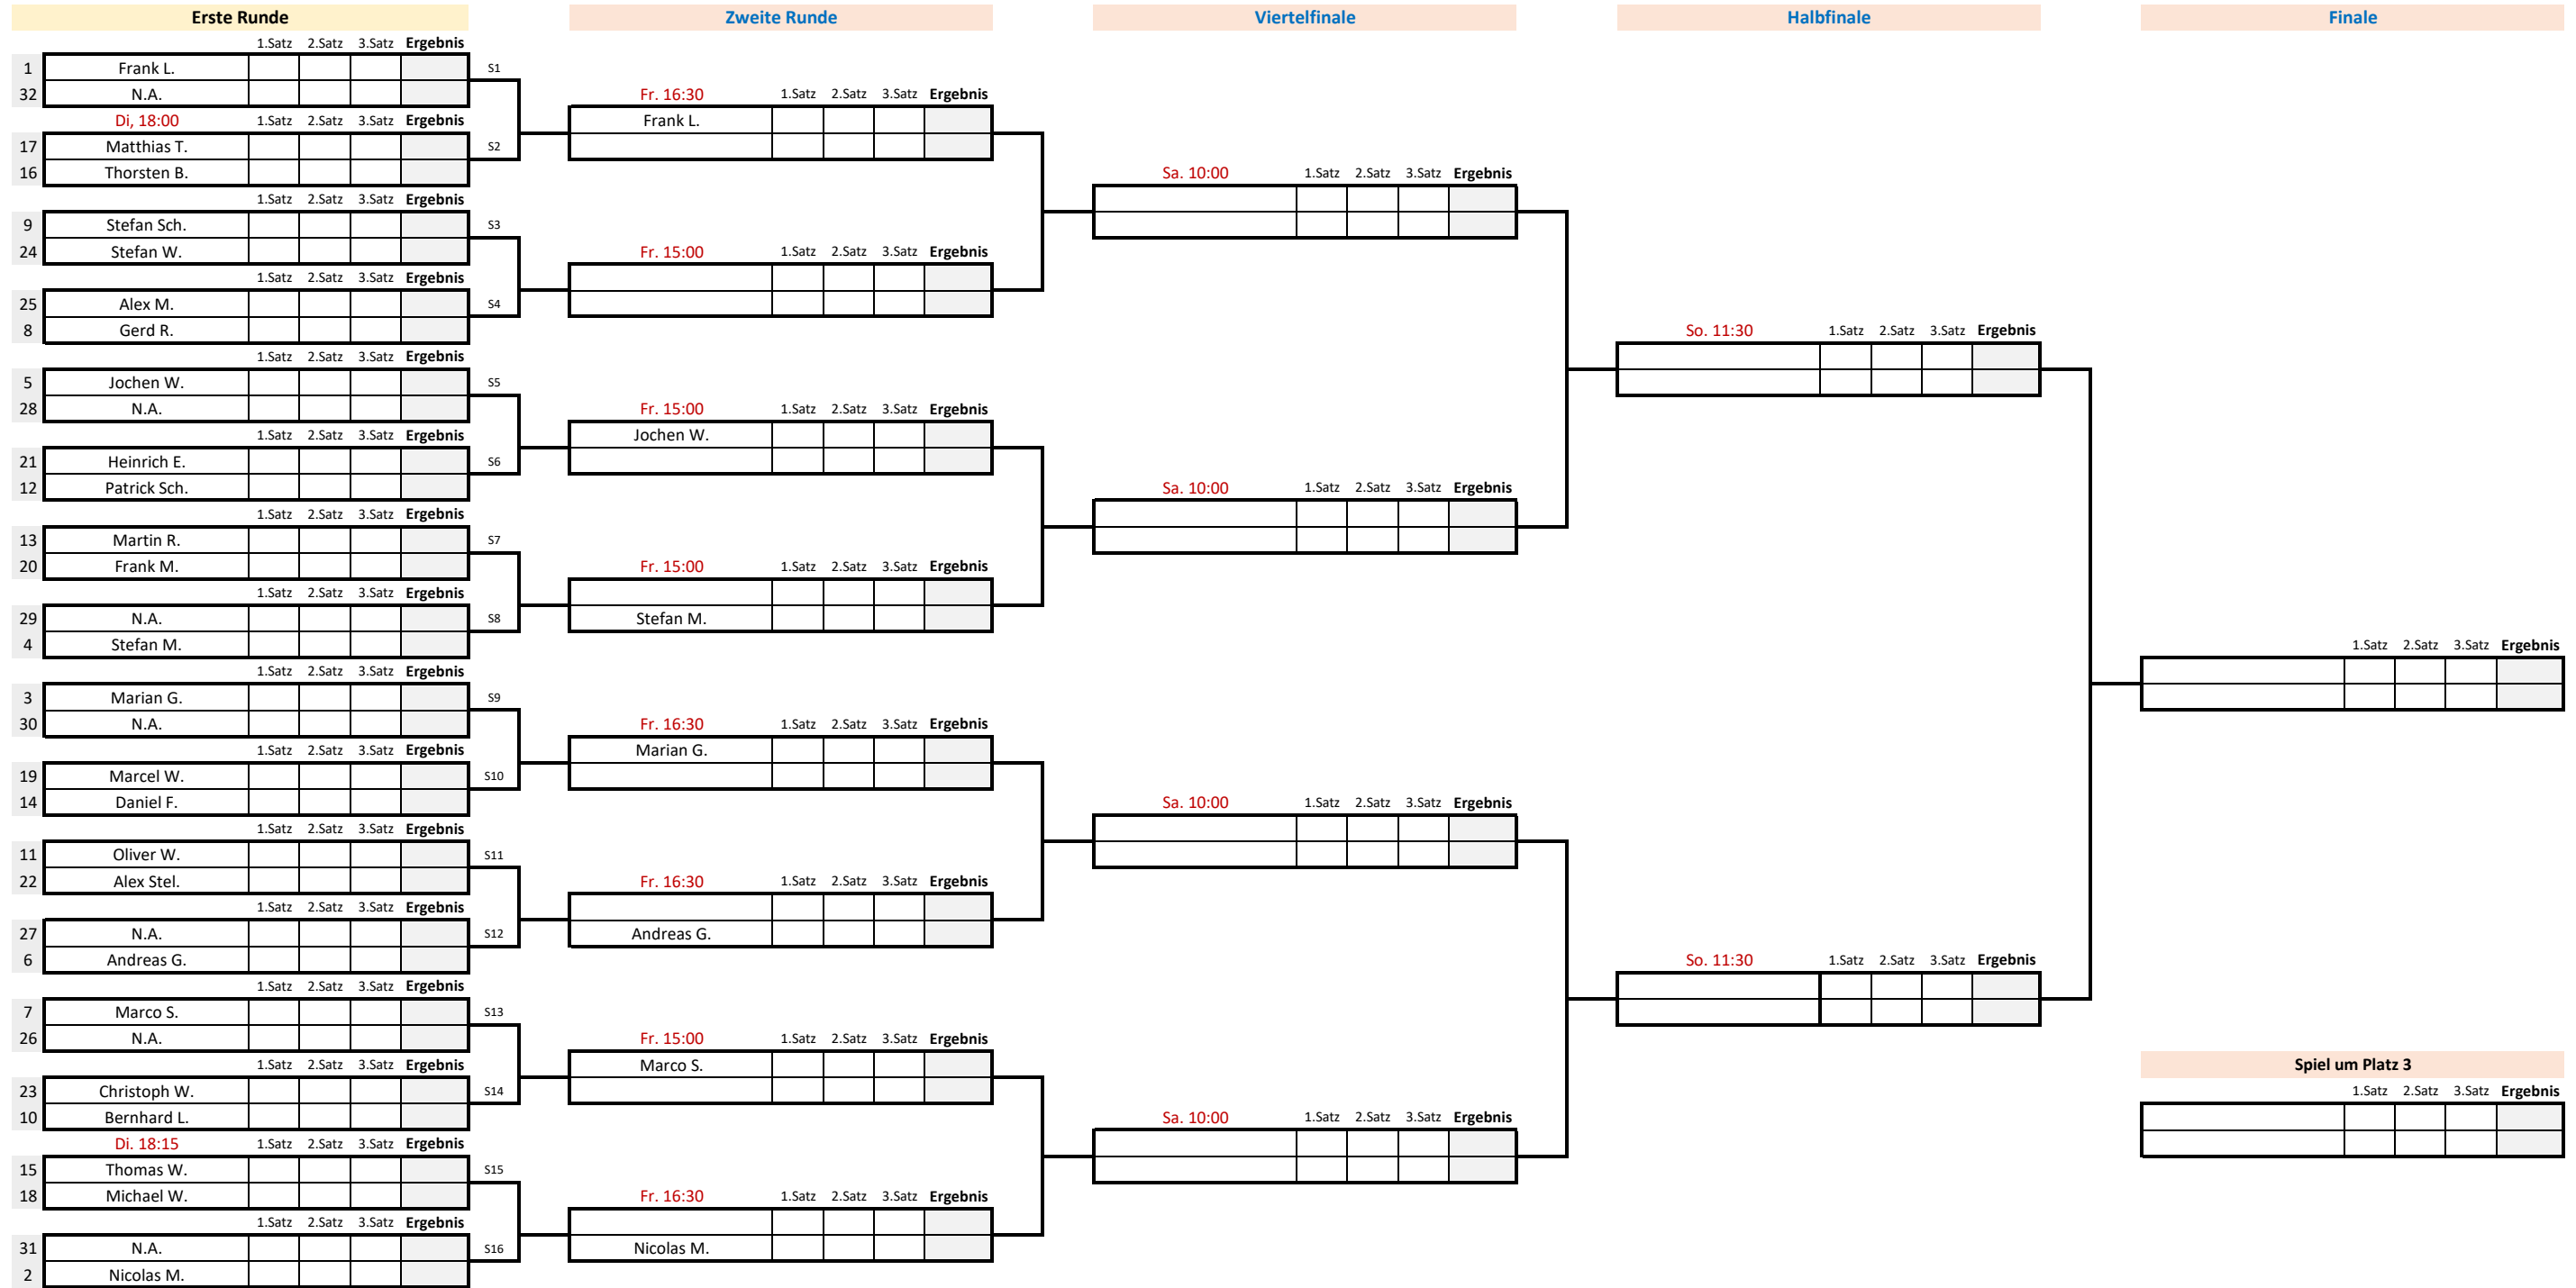 Erste Runde Zweite Runde Viertelfinale Halbfinale Finale
1.Satz 2.Satz 3.Satz Ergebnis
1 Frank L. S1
32 N.A. Fr. 16:30 1.Satz 2.Satz 3.Satz Ergebnis
Di, 18:00 1.Satz 2.Satz 3.Satz Ergebnis Frank L.
17 Matthias T. S2
16 Thorsten B. Sa. 10:00 1.Satz 2.Satz 3.Satz Ergebnis
1.Satz 2.Satz 3.Satz Ergebnis
9 Stefan Sch. S3
24 Stefan W. Fr. 15:00 1.Satz 2.Satz 3.Satz Ergebnis
1.Satz 2.Satz 3.Satz Ergebnis
25 Alex M. S4
8 Gerd R. So. 11:30 1.Satz 2.Satz 3.Satz Ergebnis
1.Satz 2.Satz 3.Satz Ergebnis
5 Jochen W. S5
28 N.A. Fr. 15:00 1.Satz 2.Satz 3.Satz Ergebnis
1.Satz 2.Satz 3.Satz Ergebnis Jochen W.
21 Heinrich E. S6
12 Patrick Sch. Sa. 10:00 1.Satz 2.Satz 3.Satz Ergebnis
1.Satz 2.Satz 3.Satz Ergebnis
13 Martin R. S7
20 Frank M. Fr. 15:00 1.Satz 2.Satz 3.Satz Ergebnis
1.Satz 2.Satz 3.Satz Ergebnis
29 N.A. S8 Stefan M.
4 Stefan M. 1.Satz 2.Satz 3.Satz Ergebnis
1.Satz 2.Satz 3.Satz Ergebnis
3 Marian G. S9
30 N.A. Fr. 16:30 1.Satz 2.Satz 3.Satz Ergebnis
1.Satz 2.Satz 3.Satz Ergebnis Marian G.
19 Marcel W. S10
14 Daniel F. Sa. 10:00 1.Satz 2.Satz 3.Satz Ergebnis
1.Satz 2.Satz 3.Satz Ergebnis
11 Oliver W. S11
22 Alex Stel. Fr. 16:30 1.Satz 2.Satz 3.Satz Ergebnis
1.Satz 2.Satz 3.Satz Ergebnis
27 N.A. S12 Andreas G.
6 Andreas G. So. 11:30 1.Satz 2.Satz 3.Satz Ergebnis
1.Satz 2.Satz 3.Satz Ergebnis
7 Marco S. S13
26 N.A. Fr. 15:00 1.Satz 2.Satz 3.Satz Ergebnis
1.Satz 2.Satz 3.Satz Ergebnis Marco S. Spiel um Platz 3
23 Christoph W. S14 1.Satz 2.Satz 3.Satz Ergebnis
10 Bernhard L. Sa. 10:00 1.Satz 2.Satz 3.Satz Ergebnis
Di. 18:15 1.Satz 2.Satz 3.Satz Ergebnis
15 Thomas W. S15
18 Michael W. Fr. 16:30 1.Satz 2.Satz 3.Satz Ergebnis
1.Satz 2.Satz 3.Satz Ergebnis
31 N.A. S16 Nicolas M.
2 Nicolas M.